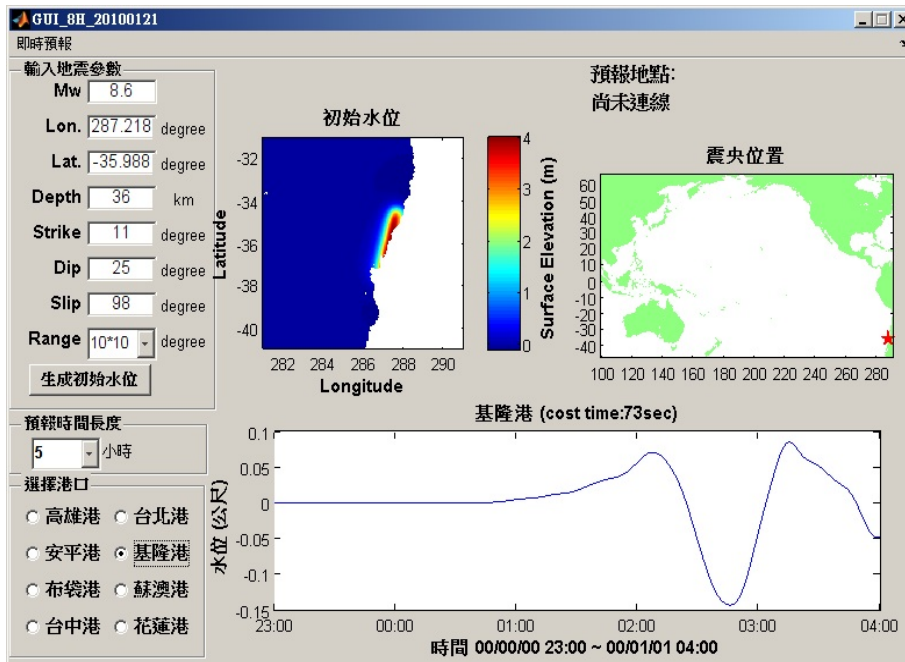 GUI_8H_20100121
即時預報
輸入地震參數
Mw 8.6
Lon. 287.218 degree
Lat. -35.988 degree
Depth 36 km
Strike 11 degree
Dip 25 degree
Slip 98 degree
Range 10*10 degree
生成初始水位
預報時間長度
5 小時
選擇港口
高雄港 台北港
安平港 基隆港
布袋港 蘇澳港
台中港 花蓮港
初始水位
-32
-34
-36
-38
-40
Latitude
282 284 286 288 290
Longitude
4
3
2
1
0
Surface Elevation (m)
預報地點:
尚未連線
震央位置
60
50
40
30
20
10
0
-10
-20
-30
-40
100 120 140 160 180 200 220 240 260 280
基隆港 (cost time:73sec)
0.1
0.05
0
-0.05
-0.1
-0.15
水位 (公尺)
23:00 00:00 01:00 02:00 03:00 04:00
時間 00/00/00 23:00 ~ 00/01/01 04:00